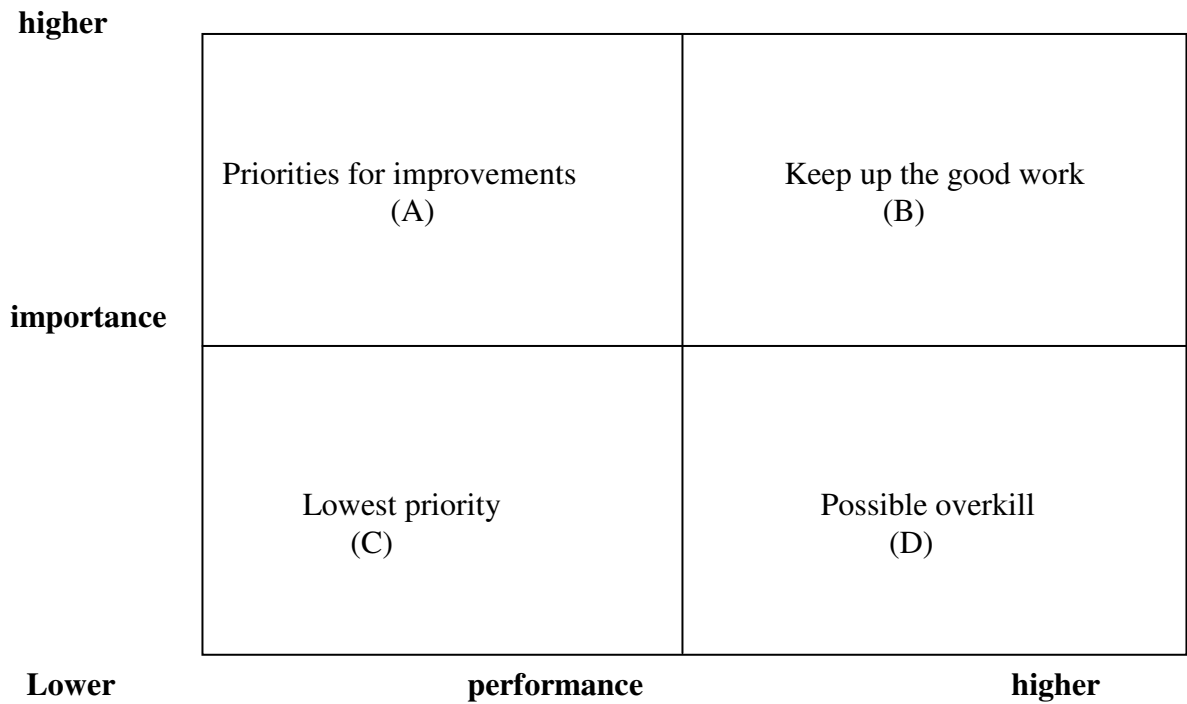 higher
Priorities for improvements
(A)
Keep up the good work
(B)
importance
Lowest priority
(C)
Possible overkill
(D)
Lower performance higher